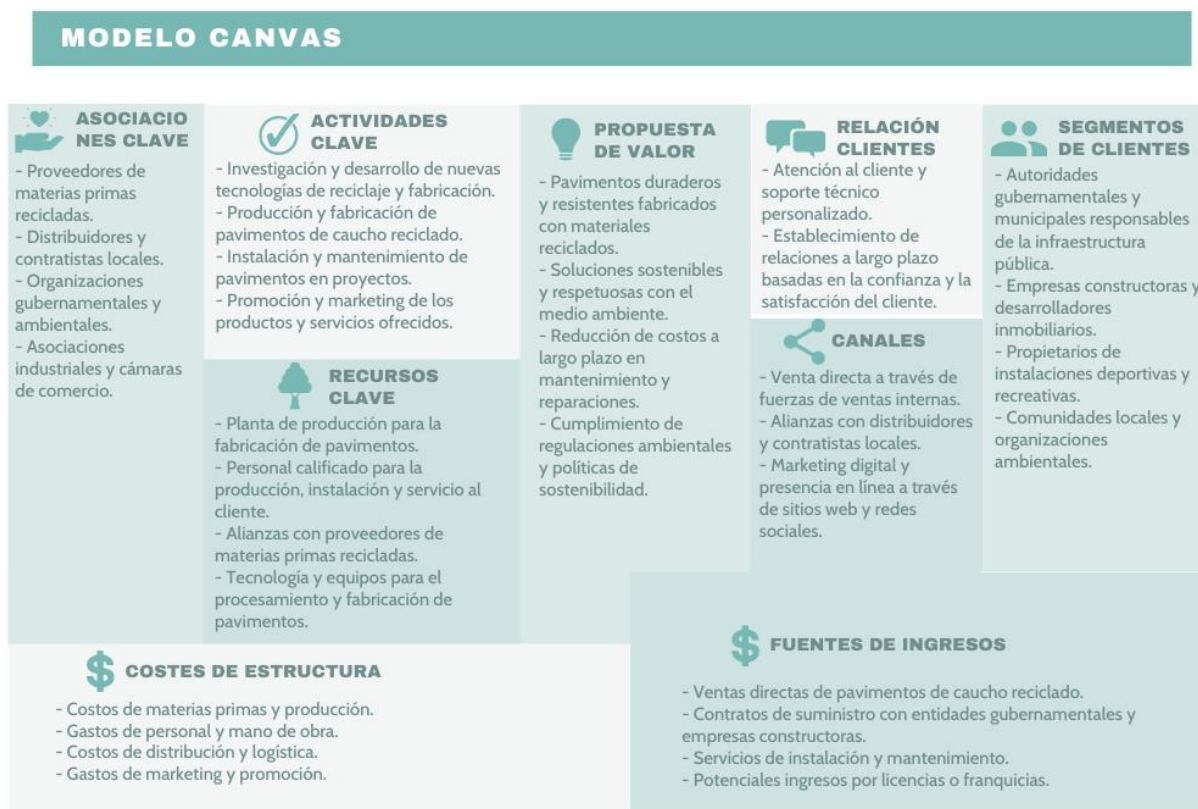 MODELO CANVAS
ASOCIACIO
NES CLAVE
- Proveedores de
materias primas
recicladas.
- Distribuidores y
contratistas locales.
- Organizaciones
gubernamentales y
ambientales.
- Asociaciones
industriales y cámaras
de comercio.
ACTIVIDADES
CLAVE
- Investigación y desarrollo de nuevas
tecnologías de reciclaje y fabricación.
- Producción y fabricación de
pavimentos de caucho reciclado.
- Instalación y mantenimiento de
pavimentos en proyectos.
- Promoción y marketing de los
productos y servicios ofrecidos.
RECURSOS
CLAVE
- Planta de producción para la
fabricación de pavimentos.
- Personal calificado para la
producción, instalación y servicio al
cliente.
- Alianzas con proveedores de
materias primas recicladas.
- Tecnología y equipos para el
procesamiento y fabricación de
pavimentos.
PROPUESTA
DE VALOR
- Pavimentos duraderos
y resistentes fabricados
con materiales
reciclados.
- Soluciones sostenibles
y respetuosas con el
medio ambiente.
- Reducción de costos a
largo plazo en
mantenimiento y
reparaciones.
- Cumplimiento de
regulaciones ambientales
y políticas de
sostenibilidad.
RELACIÓN
CLIENTES
- Atención al cliente y
soporte técnico
personalizado.
- Establecimiento de
relaciones a largo plazo
basadas en la confianza y la
satisfacción del cliente.
CANALES
- Venta directa a través de
fuerzas de ventas internas.
- Alianzas con distribuidores
y contratistas locales.
- Marketing digital y
presencia en línea a través
de sitios web y redes
sociales.
SEGMENTOS
DE CLIENTES
- Autoridades
gubernamentales y
municipales responsables
de la infraestructura
pública.
- Empresas constructoras y
desarrolladores
inmobiliarios.
- Propietarios de
instalaciones deportivas y
recreativas.
- Comunidades locales y
organizaciones
ambientales.
$ COSTES DE ESTRUCTURA
- Costos de materias primas y producción.
- Gastos de personal y mano de obra.
- Costos de distribución y logística.
- Gastos de marketing y promoción.
$ FUENTES DE INGRESOS
- Ventas directas de pavimentos de caucho reciclado.
- Contratos de suministro con entidades gubernamentales y
empresas constructoras.
- Servicios de instalación y mantenimiento.
- Potenciales ingresos por licencias o franquicias.